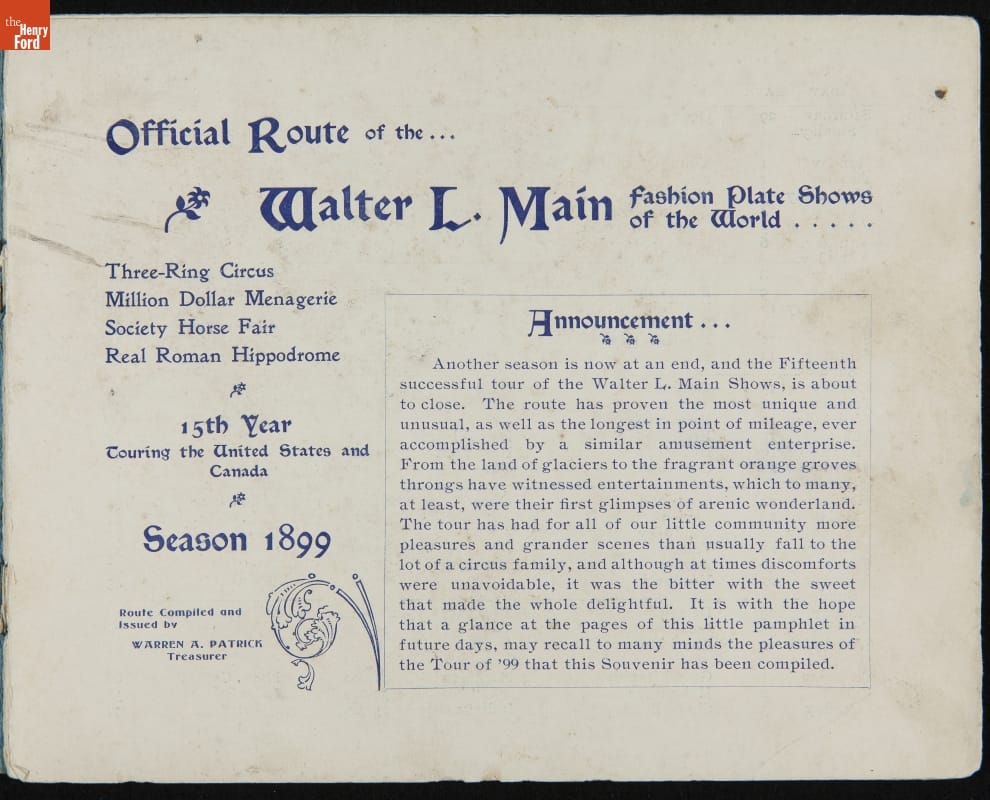 the
Henry
Ford
Official Route of the...
Walter L. Main Fashion Plate Shows
of the World . . . . .
Three-Ring Circus
Million Dollar Menagerie
Society Horse Fair
Real Roman Hippodrome
15th Year
Touring the United States and
Canada
Season 1899
Route Compiled and
Issued by
WARREN A. PATRICK
Treasurer
Announcement...
Another season is now at an end, and the Fifteenth
successful tour of the Walter L. Main Shows, is about
to close. The route has proven the most unique and
unusual, as well as the longest in point of mileage, ever
accomplished by a similar amusement enterprise.
From the land of glaciers to the fragrant orange groves
throngs have witnessed entertainments, which to many,
at least, were their first glimpses of arenic wonderland.
The tour has had for all of our little community more
pleasures and grander scenes than usually fall to the
lot of a circus family, and although at times discomforts
were unavoidable, it was the bitter with the sweet
that made the whole delightful. It is with the hope
that a glance at the pages of this little pamphlet in
future days, may recall to many minds the pleasures of
the Tour of '99 that this Souvenir has been compiled.